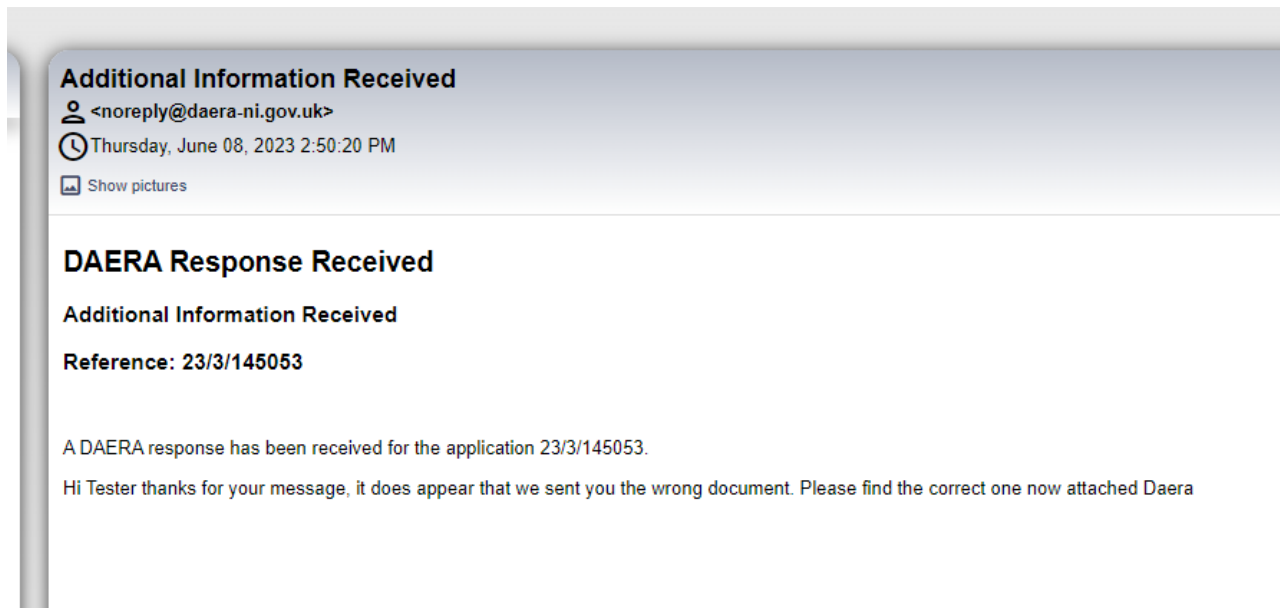 Additional Information Received
<noreply@daera-ni.gov.uk>
Thursday, June 08, 2023 2:50:20 PM
Show pictures
DAERA Response Received
Additional Information Received
Reference: 23/3/145053
A DAERA response has been received for the application 23/3/145053.
Hi Tester thanks for your message, it does appear that we sent you the wrong document. Please find the correct one now attached Daera